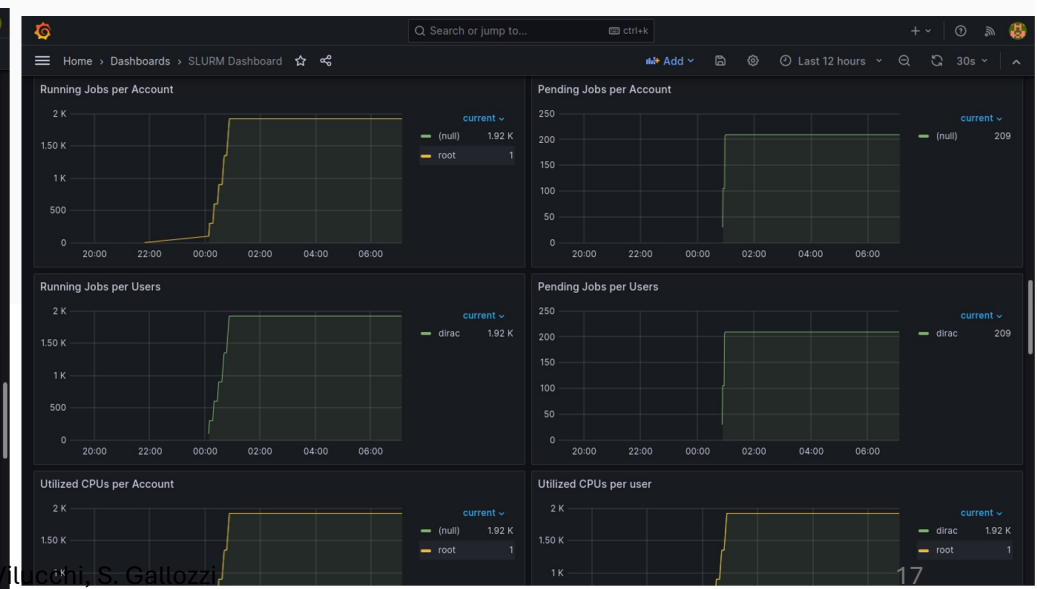 Search or jump to...
ctrl+k
Home › Dashboards › SLURM Dashboard
Add
Last 12 hours
30s
Running Jobs per Account
2 K
1.50 K
1 K
500
0
20:00 22:00 00:00 02:00 04:00 06:00
current
(null) 1.92 K
root 1
Pending Jobs per Account
250
200
150
100
50
0
20:00 22:00 00:00 02:00 04:00 06:00
current
(null) 209
Running Jobs per Users
2 K
1.50 K
1 K
500
0
20:00 22:00 00:00 02:00 04:00 06:00
current
dirac 1.92 K
Pending Jobs per Users
250
200
150
100
50
0
20:00 22:00 00:00 02:00 04:00 06:00
current
dirac 209
Utilized CPUs per Account
2 K
1.50 K
1 K
current
(null) 1.92 K
root 1
Utilized CPUs per user
2 K
1.50 K
1 K
current
dirac 1.92 K
root 1
Vilucchi, S. Gallozzi
17